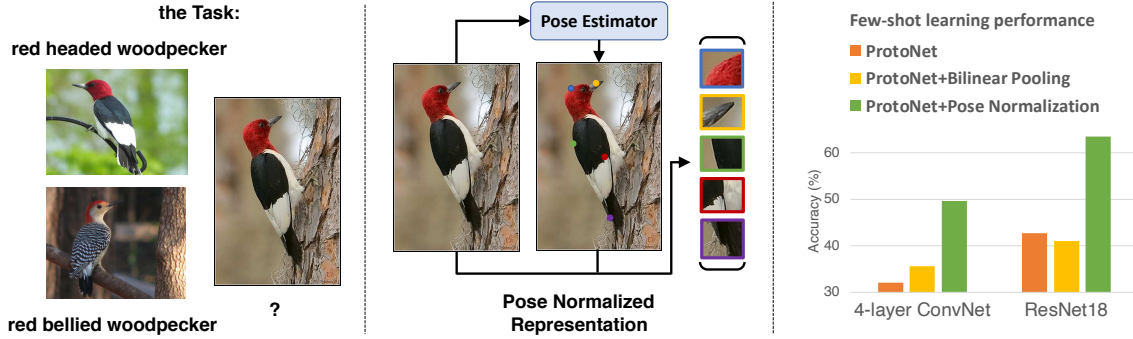 the Task:
red headed woodpecker
red bellied woodpecker
?
Pose Estimator
Pose Normalized
Representation
Few-shot learning performance
ProtoNet
ProtoNet+Bilinear Pooling
ProtoNet+Pose Normalization
Accuracy (%)
60
50
40
30
4-layer ConvNet
ResNet18